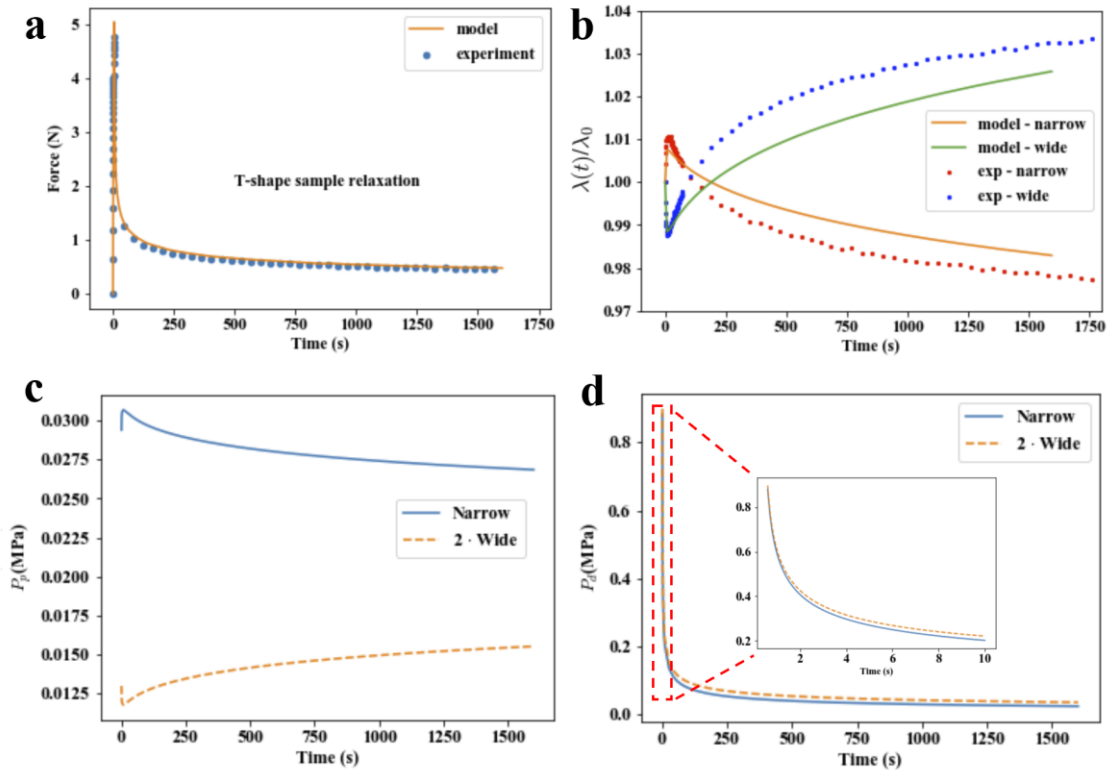 a
5
4
3
2
1
0
Force (N)
model
experiment
T-shape sample relaxation
0
250
500
750
1000
1250
1500
1750
Time (s)
b
1.04
1.03
1.02
1.01
1.00
0.99
0.98
0.97
λ(t)/λ₀
model - narrow
model - wide
exp - narrow
exp - wide
0
250
500
750
1000
1250
1500
1750
Time (s)
c
0.0300
0.0275
0.0250
0.0225
0.0200
0.0175
0.0150
0.0125
Pₚ(MPa)
Narrow
2 · Wide
0
250
500
750
1000
1250
1500
Time (s)
d
0.8
0.6
0.4
0.2
0.0
P_d(MPa)
Narrow
2 · Wide
0.8
0.6
0.4
0.2
2
4
6
8
10
Time (s)
0
250
500
750
1000
1250
1500
Time (s)